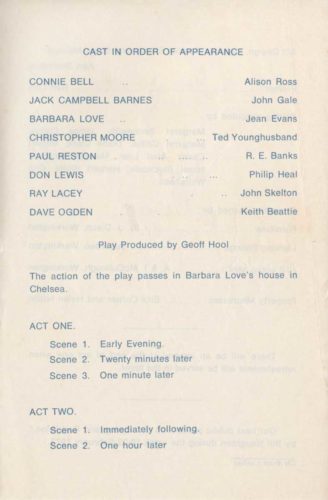 CAST IN ORDER OF APPEARANCE
CONNIE BELL .. Alison Ross
JACK CAMPBELL BARNES John Gale
BARBARA LOVE .. Jean Evans
CHRISTOPHER MOORE .. Ted Younghusband
PAUL RESTON R. E. Banks
DON LEWIS Philip Heal
RAY LACEY John Skelton
DAVE OGDEN Keith Beattie
Play Produced by Geoff Hool
The action of the play passes in Barbara Love's house in
Chelsea.
ACT ONE.
Scene 1. Early Evening.
Scene 2. Twenty minutes later
Scene 3. One minute later
ACT TWO.
Scene 1. Immediately following
Scene 2. One hour later